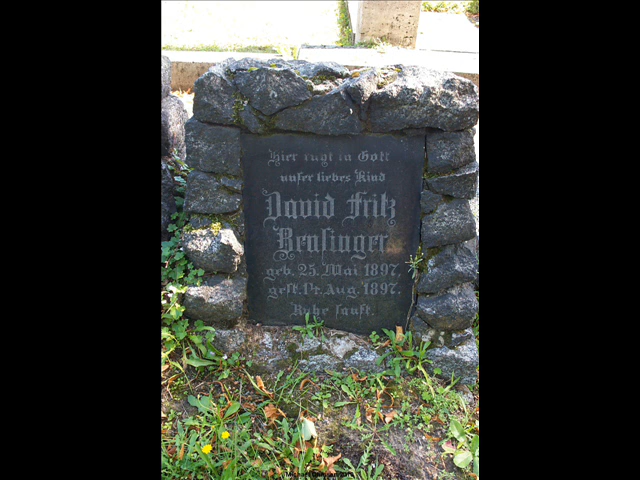 Hier ruht in Gott
unser liebes Kind
David Fritz
Bensinger
geb. 25. Mai 1897,
gest. 14. Aug. 1897.
Ruhe sanft.